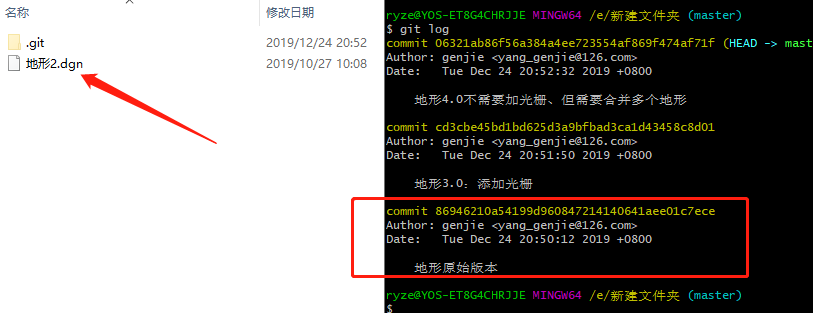 名称
修改日期
.git
2019/12/24 20:52
地形2.dgn
2019/10/27 10:08
ryze@YOS-ET8G4CHRJJE MINGW64 /e/新建文件夹 (master)
$ git log
commit 06321ab86f56a384a4ee723554af869f474af71f (HEAD -> mast
Author: genjie <yang_genjie@126.com>
Date:   Tue Dec 24 20:52:32 2019 +0800
地形4.0不需要加光栅、但需要合并多个地形
commit cd3cbe45bd1bd625d3a9bfbad3ca1d43458c8d01
Author: genjie <yang_genjie@126.com>
Date:   Tue Dec 24 20:51:50 2019 +0800
地形3.0：添加光栅
commit 86946210a54199d960847214140641aee01c7ece
Author: genjie <yang_genjie@126.com>
Date:   Tue Dec 24 20:50:12 2019 +0800
地形原始版本
ryze@YOS-ET8G4CHRJJE MINGW64 /e/新建文件夹 (master)
$